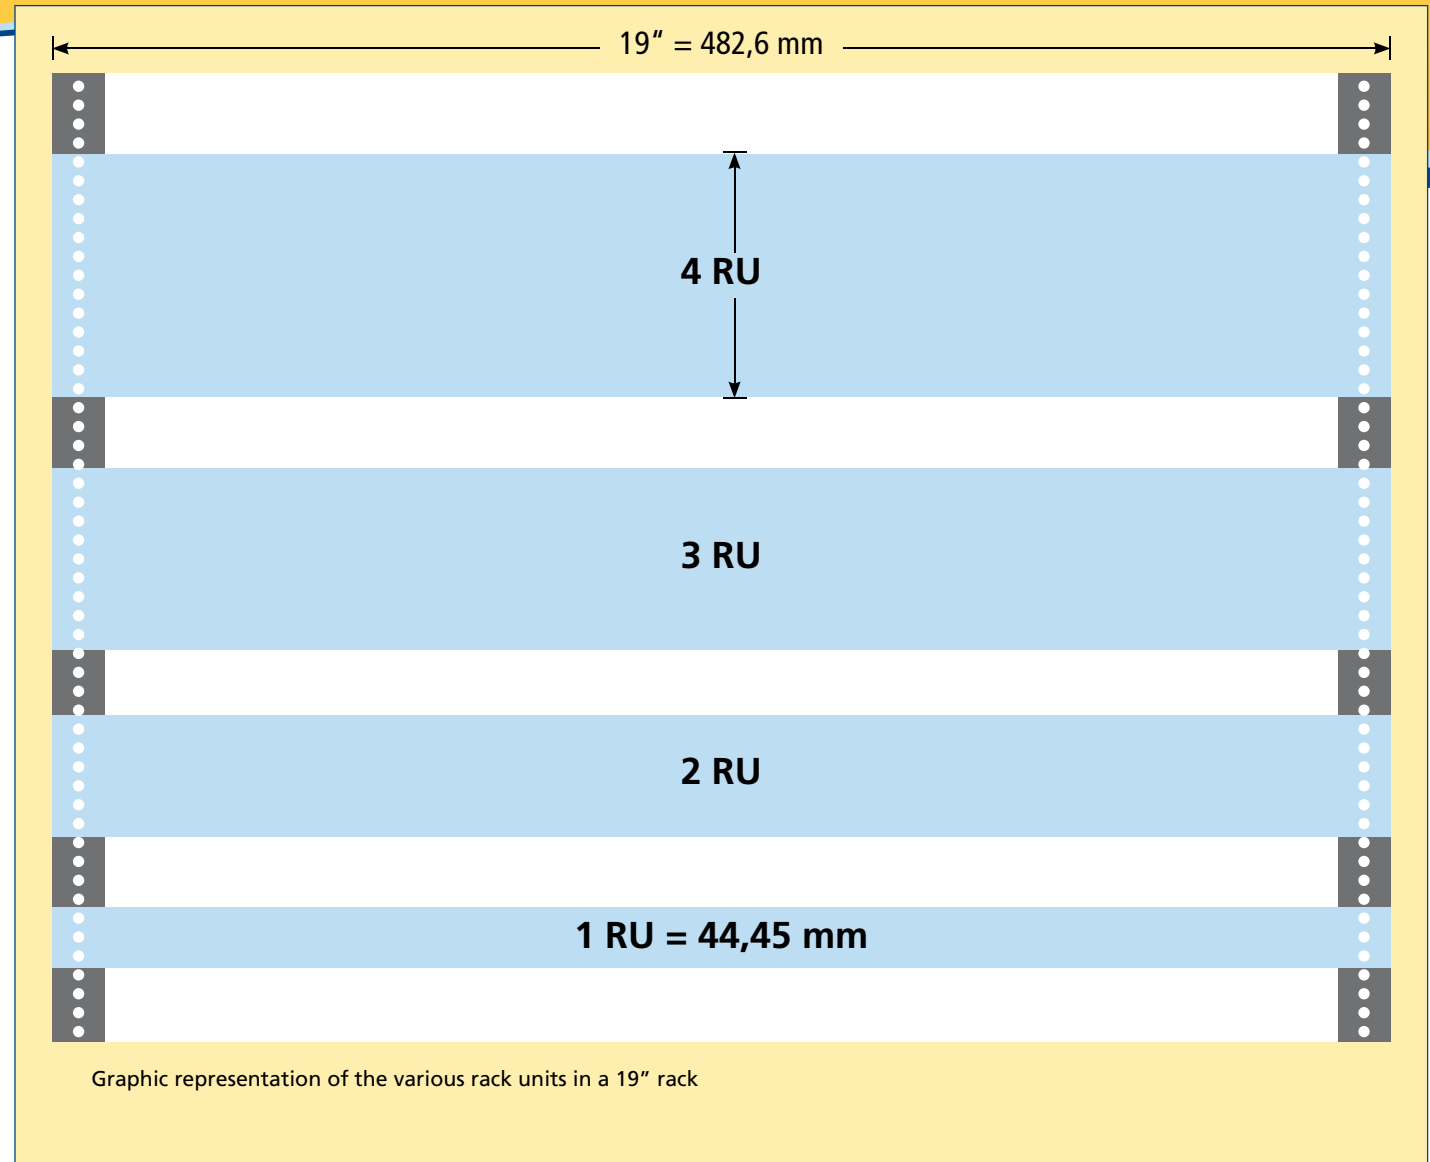 19“ = 482,6 mm
4 RU
3 RU
2 RU
1 RU = 44,45 mm
Graphic representation of the various rack units in a 19” rack